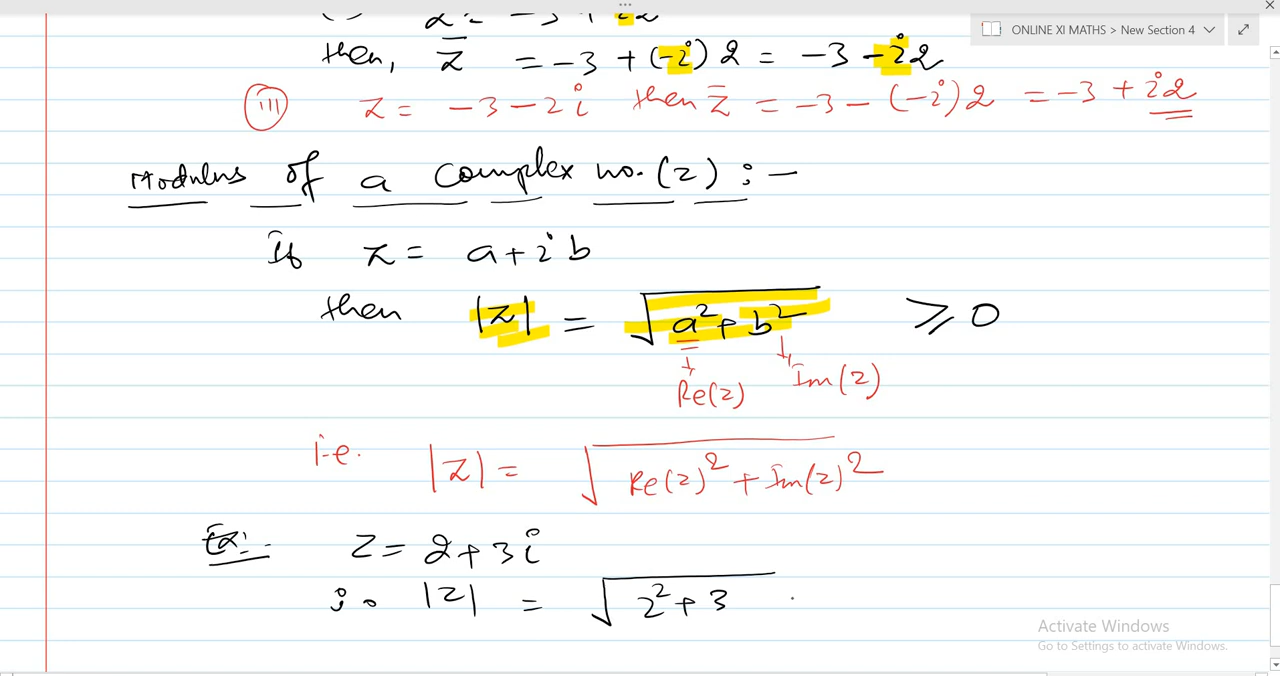 ONLINE XI MATHS > New Section 4
then, z̄ = -3 + (-i) 2 = -3 - i2
(iii) z = -3 - 2i then z̄ = -3 - (-i) 2 = -3 + i2
Modulus of a complex no. (z) : -
If z = a + ib
then |z| = √(a² + b²) ≥ 0
Re(z) Im(z)
i.e. |z| = √(Re(z)² + Im(z)²
Ex: z = 2 + 3i
|z| = √(2² + 3
Activate Windows
Go to Settings to activate Windows.